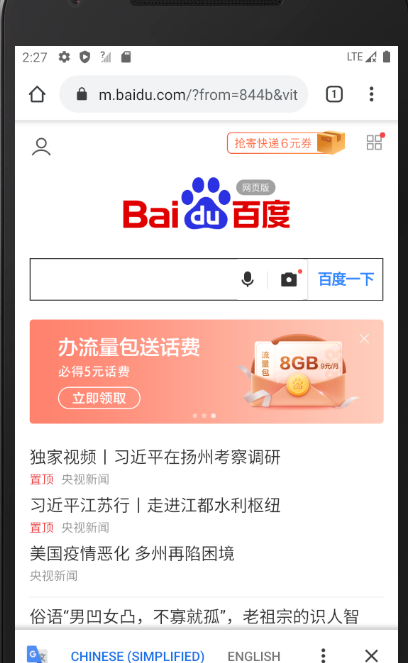 2:27 LTE
m.baidu.com/?from=844b&vit 1
抢寄快递6元券
网页版
Bai du 百度
百度一下
办流量包送话费
必得5元话费
立即领取
流量包 8GB 9元/月
独家视频丨习近平在扬州考察调研
置顶 央视新闻
习近平江苏行丨走进江都水利枢纽
置顶 央视新闻
美国疫情恶化 多州再陷困境
央视新闻
俗语“男凹女凸，不寡就孤”，老祖宗的识人智
CHINESE (SIMPLIFIED) ENGLISH